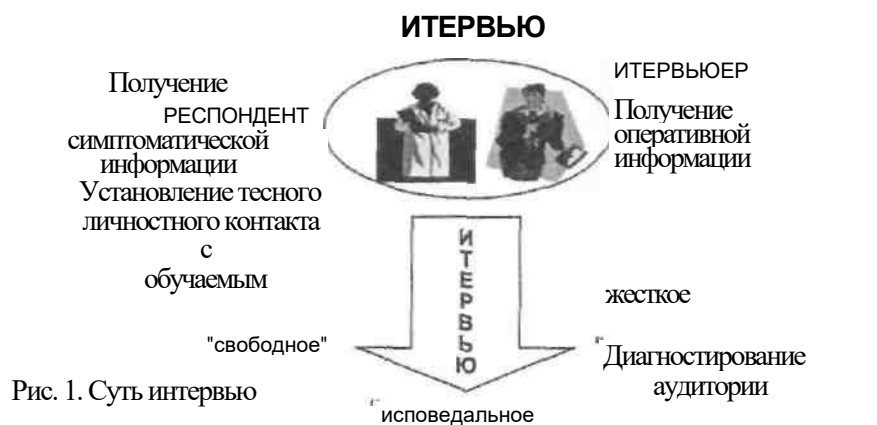 ИТЕРВЬЮ
Получение
РЕСПОНДЕНТ
симптоматической
информации
Установление тесного
личностного контакта
с
обучаемым
ИТЕРВЬЮЕР
Получение
оперативной
информации
ИТЕРВЬЮ
жесткое
"свободное"
"Диагностирование
аудитории
Рис. 1. Суть интервью
"исповедальное